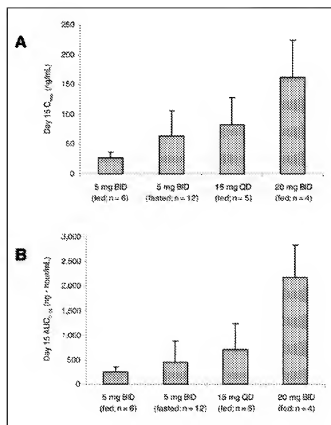 A
250
200
150
100
50
0
Day 15 Cmax (ng/mL)
5 mg BID
(fed; n = 6)
5 mg BID
(fasted; n = 12)
15 mg QD
(fed; n = 5)
20 mg BID
(fed; n = 4)
B
3,000
2,500
2,000
1,500
1,000
500
0
Day 15 AUC (ng • hour/mL)
5 mg BID
(fed; n = 6)
5 mg BID
(fasted; n = 12)
15 mg QD
(fed; n = 5)
20 mg BID
(fed; n = 4)